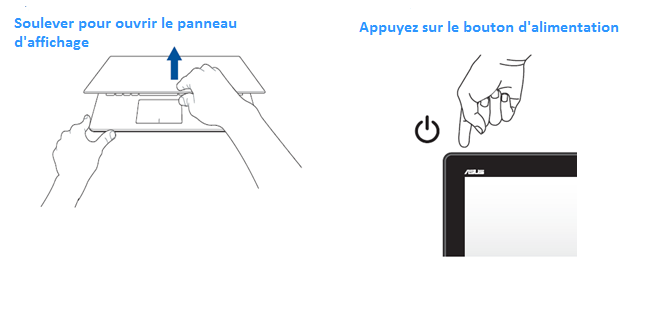 Soulever pour ouvrir le panneau
d'affichage
Appuyez sur le bouton d'alimentation
ASUS